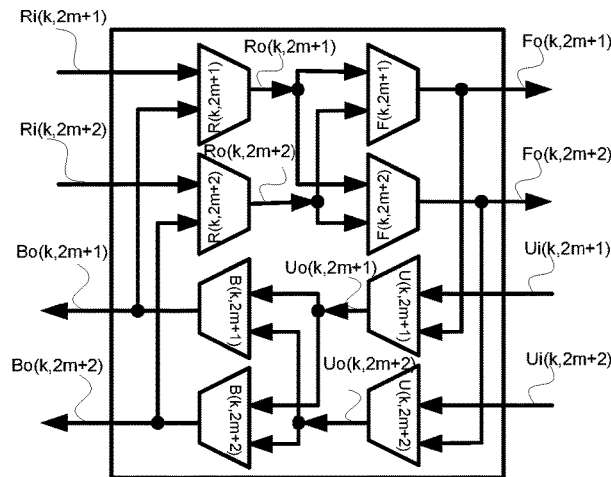 Ri(k,2m+1)
Ro(k,2m+1)
Fo(k,2m+1)
R(k,2m+1)
F(k,2m+1)
Ri(k,2m+2)
Ro(k,2m+2)
Fo(k,2m+2)
R(k,2m+2)
F(k,2m+2)
Bo(k,2m+1)
Uo(k,2m+1)
Ui(k,2m+1)
B(k,2m+1)
U(k,2m+1)
Bo(k,2m+2)
Uo(k,2m+2)
Ui(k,2m+2)
B(k,2m+2)
U(k,2m+2)